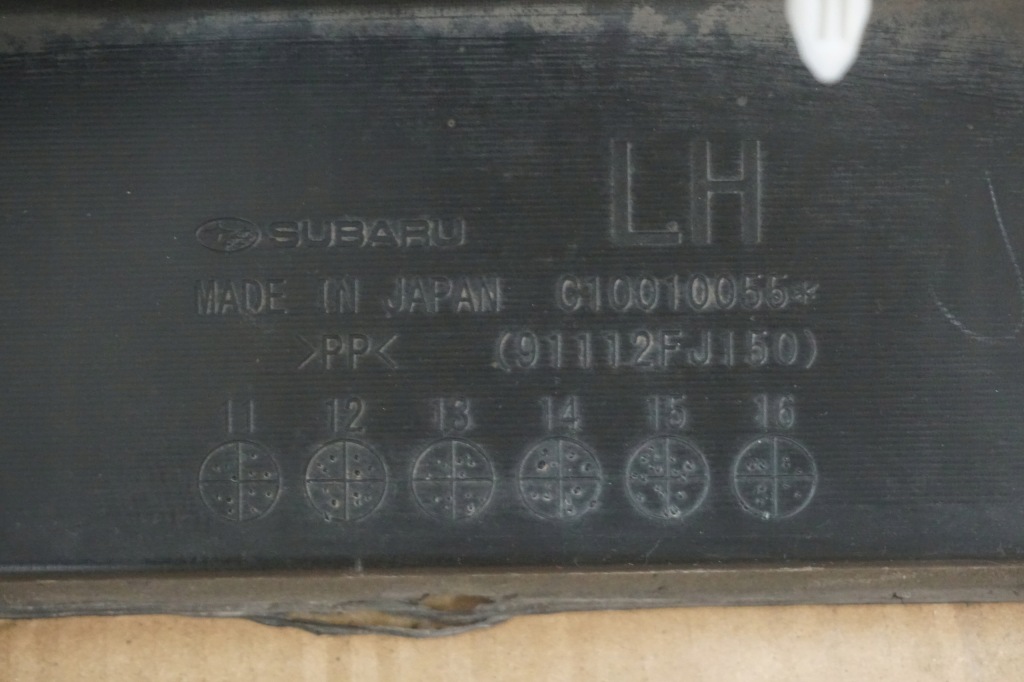 LH
SUBARU
MADE IN JAPAN C10010055*
>PP< (91112FJ150)
11 12 13 14 15 16